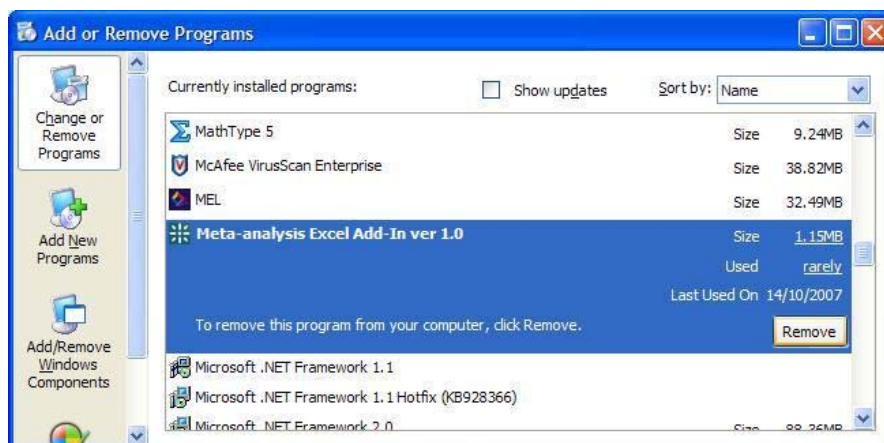 Add or Remove Programs
Change or
Remove
Programs
Add New
Programs
Add/Remove
Windows
Components
Currently installed programs:
Show updates
Sort by: Name
MathType 5 Size 9.24MB
McAfee VirusScan Enterprise Size 38.82MB
MEL Size 32.49MB
Meta-analysis Excel Add-In ver 1.0 Size 1.15MB
Used rarely
Last Used On 14/10/2007
To remove this program from your computer, click Remove. Remove
Microsoft .NET Framework 1.1
Microsoft .NET Framework 1.1 Hotfix (KB928366)
Microsoft .NET Framework 2.0 Size 88.26MB